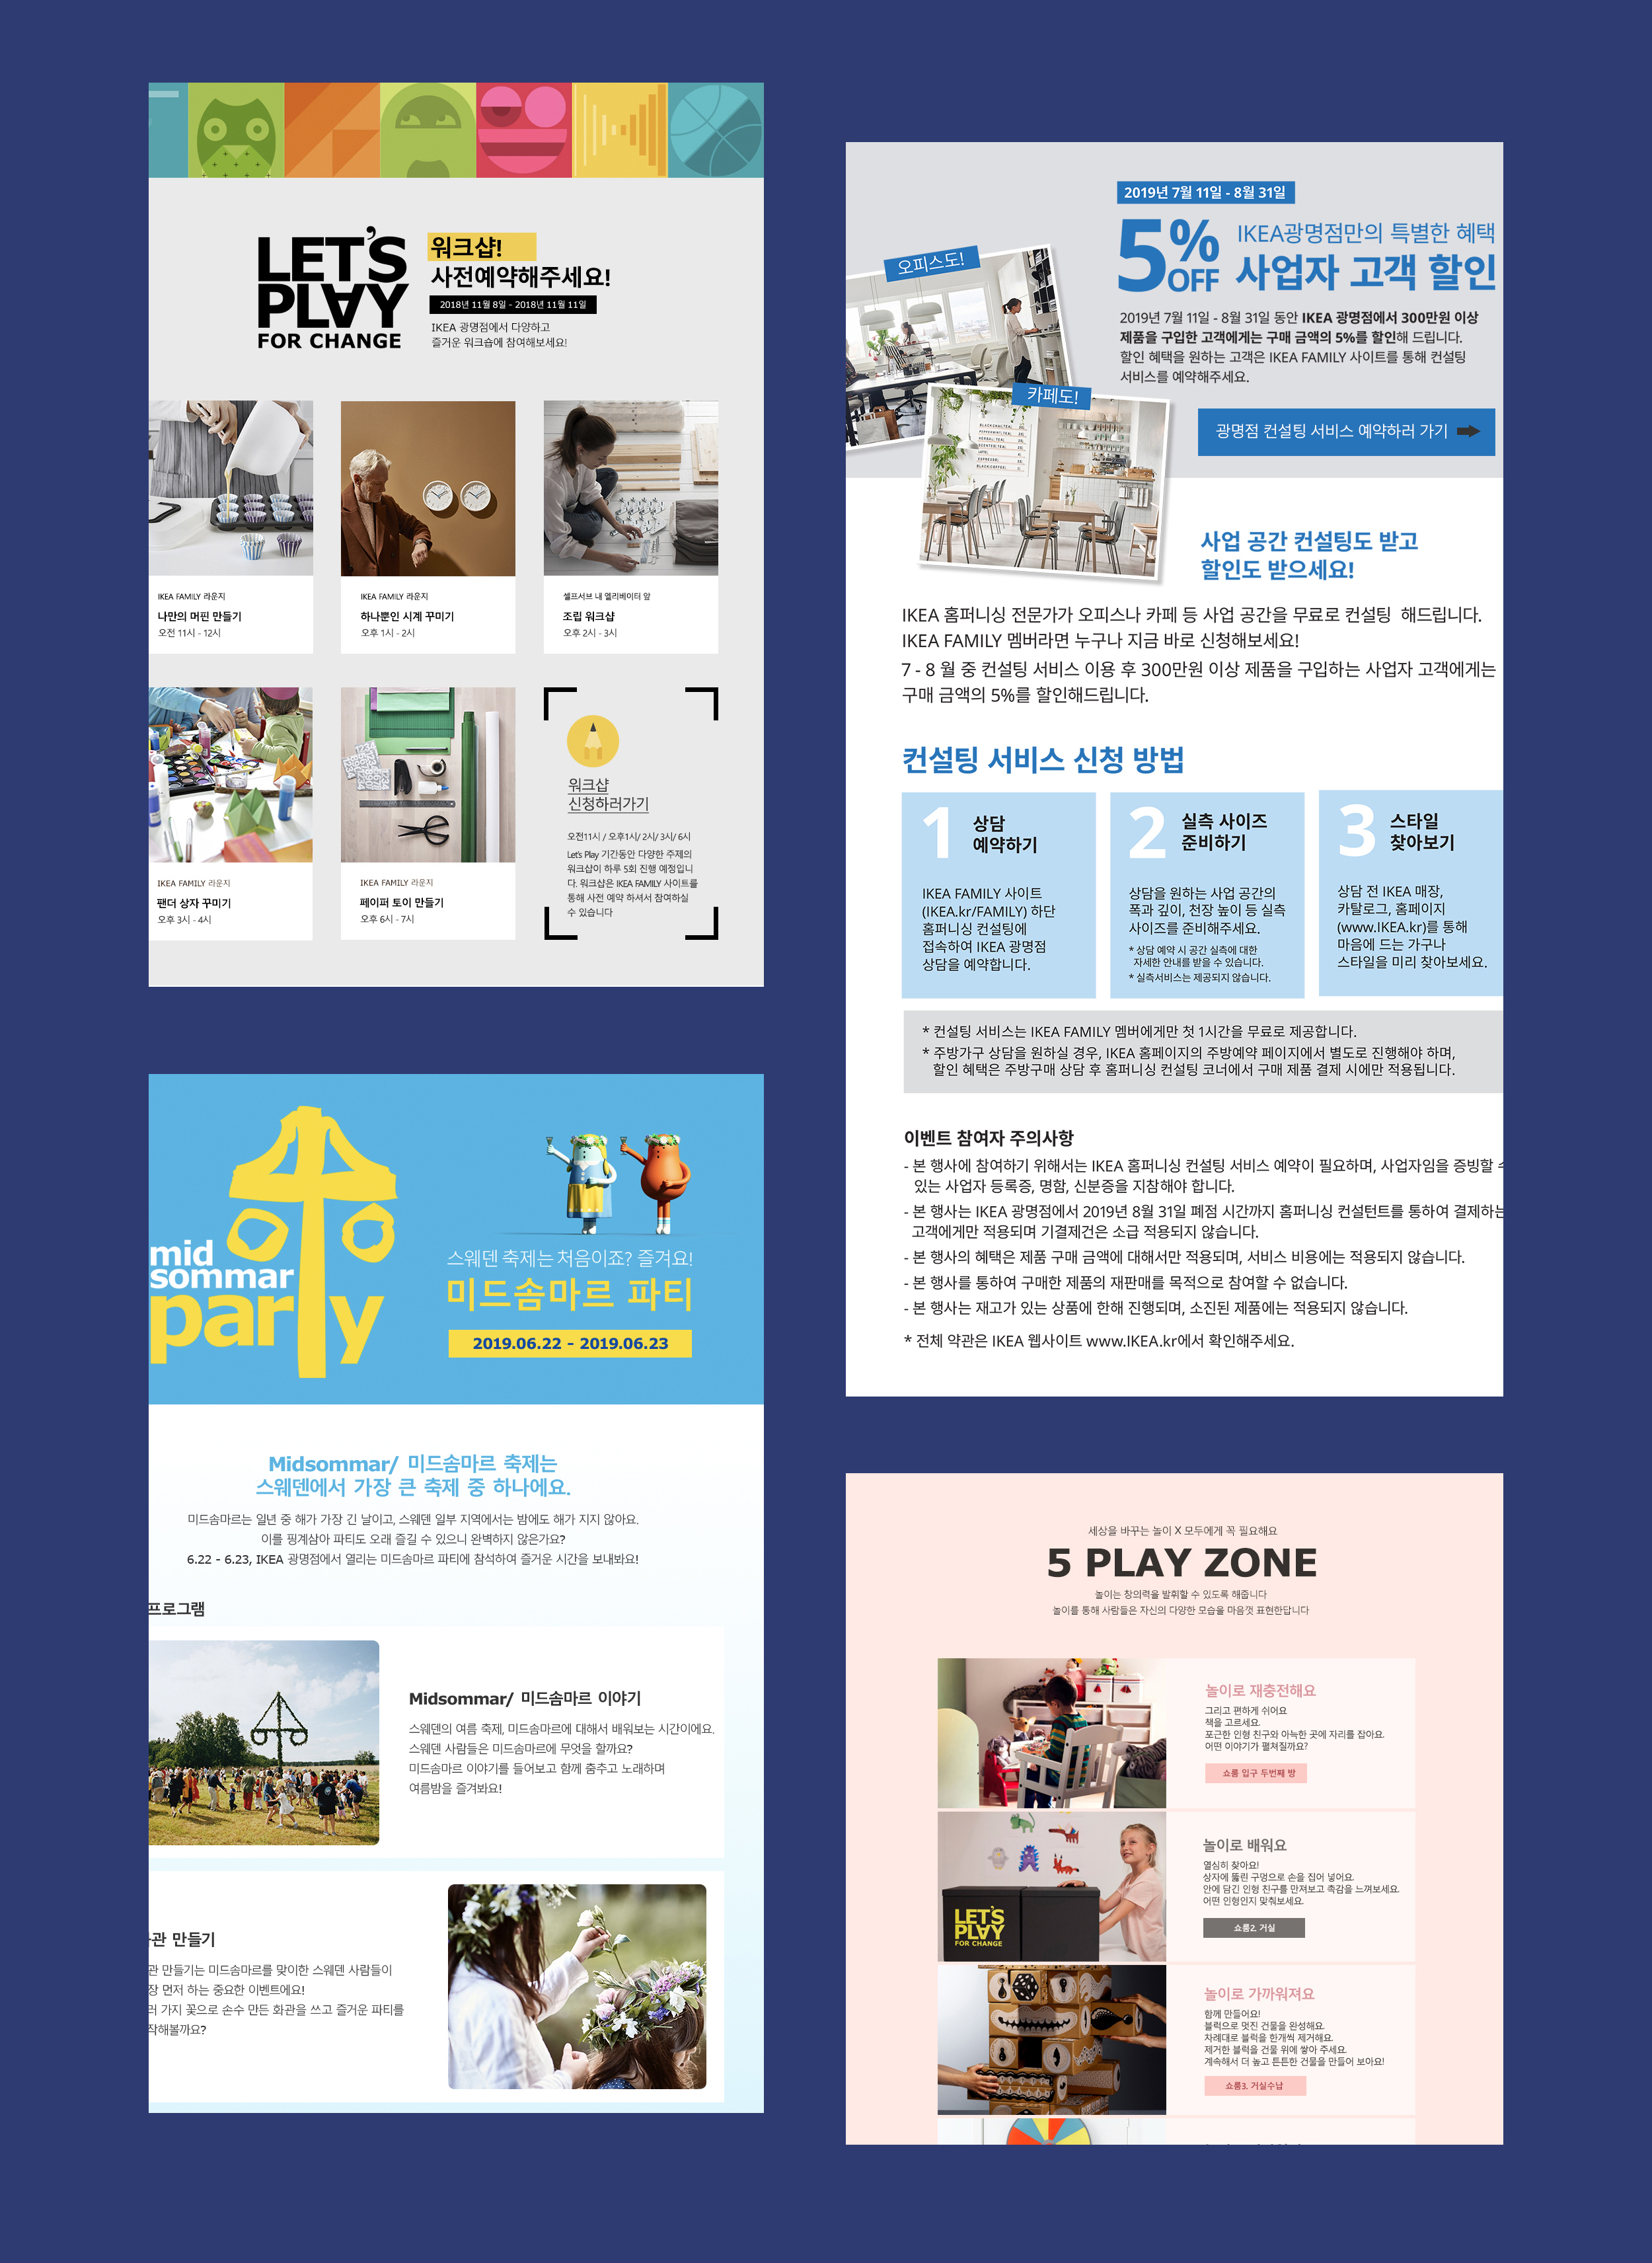 LET'S
PLAY
FOR CHANGE
워크샵!
사전예약해주세요!
2018년 11월 8일 - 2018년 11월 11일
IKEA 광명점에서 다양하고
즐거운 워크숍에 참여해보세요!
IKEA FAMILY 라운지
나만의 머핀 만들기
오전 11시 - 12시
IKEA FAMILY 라운지
하나뿐인 시계 꾸미기
오후 1시 - 2시
셀프서브 내 엘리베이터 앞
조립 워크샵
오후 2시 - 3시
IKEA FAMILY 라운지
팬더 상자 꾸미기
오후 3시 - 4시
IKEA FAMILY 라운지
페이퍼 토이 만들기
오후 6시 - 7시
워크샵
신청하러가기
오전11시 / 오후1시/ 2시/ 3시/ 6시
Let's Play 기간동안 다양한 주제의
워크샵이 하루 5회 진행 예정입니
다. 워크샵은 IKEA FAMILY 사이트를
통해 사전 예약 하셔서 참여하실
수 있습니다
mid
sommar
party
스웨덴 축제는 처음이죠? 즐겨요!
미드솜마르 파티
2019.06.22 - 2019.06.23
Midsommar/ 미드솜마르 축제는
스웨덴에서 가장 큰 축제 중 하나에요.
미드솜마르는 일년 중 해가 가장 긴 날이고, 스웨덴 일부 지역에서는 밤에도 해가 지지 않아요.
이를 핑계삼아 파티도 오래 즐길 수 있으니 완벽하지 않은가요?
6.22 - 6.23, IKEA 광명점에서 열리는 미드솜마르 파티에 참석하여 즐거운 시간을 보내봐요!
프로그램
Midsommar/ 미드솜마르 이야기
스웨덴의 여름 축제, 미드솜마르에 대해서 배워보는 시간이에요.
스웨덴 사람들은 미드솜마르에 무엇을 할까요?
미드솜마르 이야기를 들어보고 함께 춤추고 노래하며
여름밤을 즐겨봐요!
관 만들기
관 만들기는 미드솜마르를 맞이한 스웨덴 사람들이
장 먼저 하는 중요한 이벤트에요!
러 가지 꽃으로 손수 만든 화관을 쓰고 즐거운 파티를
작해볼까요?
2019년 7월 11일 - 8월 31일
5% OFF
IKEA광명점만의 특별한 혜택
사업자 고객 할인
오피스도!
카페도!
2019년 7월 11일 - 8월 31일 동안 IKEA 광명점에서 300만원 이상
제품을 구입한 고객에게는 구매 금액의 5%를 할인해 드립니다.
할인 혜택을 원하는 고객은 IKEA FAMILY 사이트를 통해 컨설팅
서비스를 예약해주세요.
광명점 컨설팅 서비스 예약하러 가기
사업 공간 컨설팅도 받고
할인도 받으세요!
IKEA 홈퍼니싱 전문가가 오피스나 카페 등 사업 공간을 무료로 컨설팅 해드립니다.
IKEA FAMILY 멤버라면 누구나 지금 바로 신청해보세요!
7 - 8 월 중 컨설팅 서비스 이용 후 300만원 이상 제품을 구입하는 사업자 고객에게는
구매 금액의 5%를 할인해드립니다.
컨설팅 서비스 신청 방법
1 상담
예약하기
IKEA FAMILY 사이트
(IKEA.kr/FAMILY) 하단
홈퍼니싱 컨설팅에
접속하여 IKEA 광명점
상담을 예약합니다.
2 실측 사이즈
준비하기
상담을 원하는 사업 공간의
폭과 깊이, 천장 높이 등 실측
사이즈를 준비해주세요.
* 상담 예약 시 공간 실측에 대한
자세한 안내를 받을 수 있습니다.
* 실측서비스는 제공되지 않습니다.
3 스타일
찾아보기
상담 전 IKEA 매장,
카탈로그, 홈페이지
(www.IKEA.kr)를 통해
마음에 드는 가구나
스타일을 미리 찾아보세요.
* 컨설팅 서비스는 IKEA FAMILY 멤버에게만 첫 1시간을 무료로 제공합니다.
* 주방가구 상담을 원하실 경우, IKEA 홈페이지의 주방예약 페이지에서 별도로 진행해야 하며,
할인 혜택은 주방구매 상담 후 홈퍼니싱 컨설팅 코너에서 구매 제품 결제 시에만 적용됩니다.
이벤트 참여자 주의사항
- 본 행사에 참여하기 위해서는 IKEA 홈퍼니싱 컨설팅 서비스 예약이 필요하며, 사업자임을 증빙할
있는 사업자 등록증, 명함, 신분증을 지참해야 합니다.
- 본 행사는 IKEA 광명점에서 2019년 8월 31일 폐점 시간까지 홈퍼니싱 컨설턴트를 통하여 결제하는
고객에게만 적용되며 기결제건은 소급 적용되지 않습니다.
- 본 행사의 혜택은 제품 구매 금액에 대해서만 적용되며, 서비스 비용에는 적용되지 않습니다.
- 본 행사를 통하여 구매한 제품의 재판매를 목적으로 참여할 수 없습니다.
- 본 행사는 재고가 있는 상품에 한해 진행되며, 소진된 제품에는 적용되지 않습니다.
* 전체 약관은 IKEA 웹사이트 www.IKEA.kr에서 확인해주세요.
세상을 바꾸는 놀이 X 모두에게 꼭 필요해요
5 PLAY ZONE
놀이는 창의력을 발휘할 수 있도록 해줍니다
놀이를 통해 사람들은 자신의 다양한 모습을 마음껏 표현한답니다
놀이로 재충전해요
그리고 편하게 쉬어요
책을 고르세요.
포근한 인형 친구와 아늑한 곳에 자리를 잡아요.
어떤 이야기가 펼쳐질까요?
쇼룸 입구 두번째 방
LET'S
PLAY
FOR CHANGE
놀이로 배워요
열심히 찾아요!
상자에 뚫린 구멍으로 손을 집어 넣어요.
안에 담긴 인형 친구를 만져보고 촉감을 느껴보세요.
어떤 인형인지 맞춰보세요.
쇼룸2. 거실
놀이로 가까워져요
함께 만들어요!
블럭으로 멋진 건물을 완성해요.
차례대로 블럭을 한개씩 제거해요.
제거한 블럭을 건물 위에 쌓아 주세요.
계속해서 더 높고 튼튼한 건물을 만들어 보아요!
쇼룸3. 거실수납